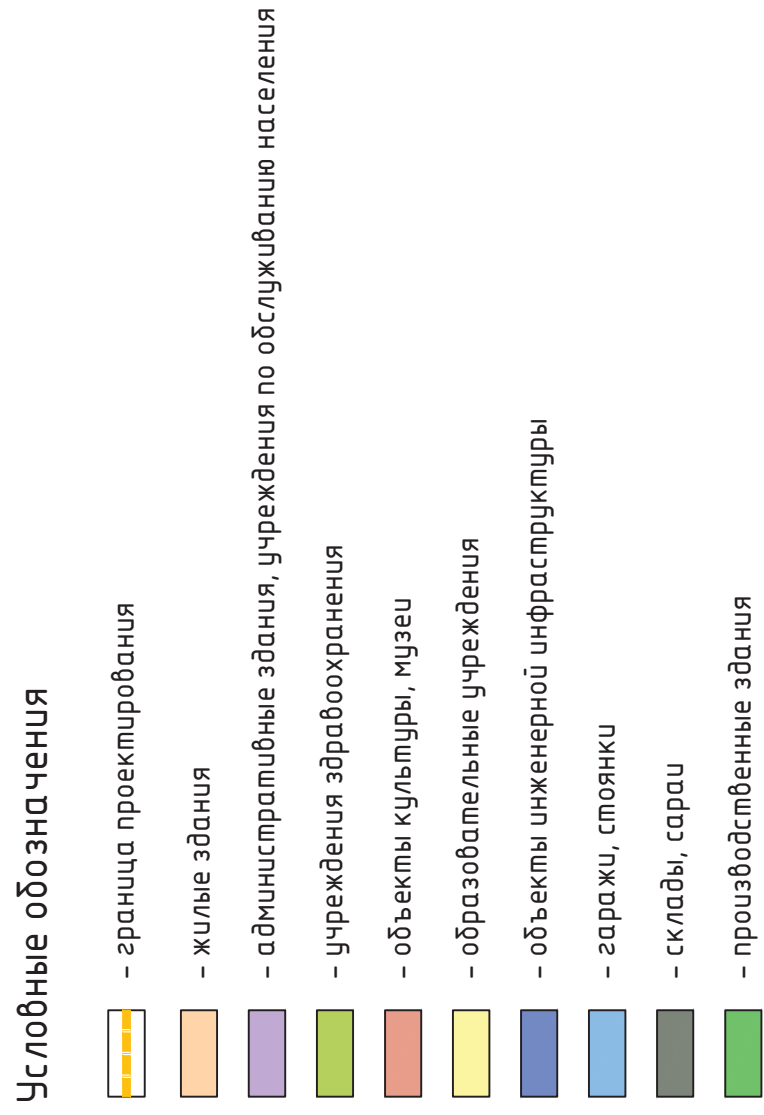 Условные обозначения
– граница проектирования
– жилые здания
– административные здания, учреждения по обслуживанию населения
– учреждения здравоохранения
– объекты культуры, музеи
– образовательные учреждения
– объекты инженерной инфраструктуры
– гаражи, стоянки
– склады, сараи
– производственные здания